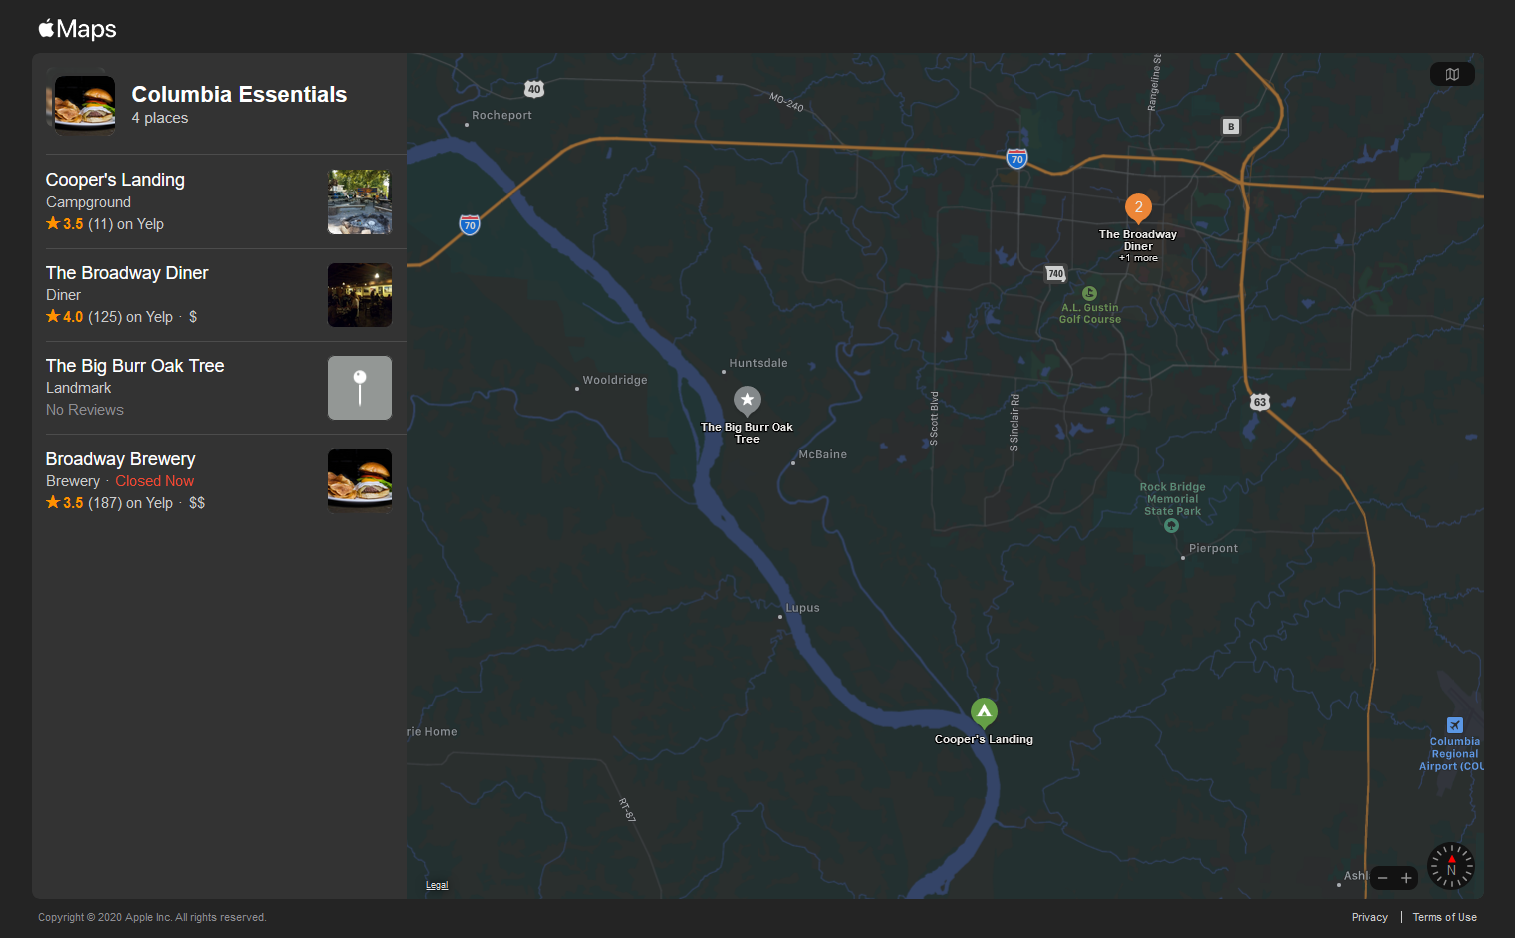 Maps
Columbia Essentials
4 places
Cooper's Landing
Campground
★ 3.5 (11) on Yelp
The Broadway Diner
Diner
★ 4.0 (125) on Yelp · $
The Big Burr Oak Tree
Landmark
No Reviews
Broadway Brewery
Brewery · Closed Now
★ 3.5 (187) on Yelp · $$
40
Rocheport
MO-240
Rangeline St
B
70
70
2
The Broadway
Diner
+1 more
740
A.L. Gustin
Golf Course
Huntsdale
Wooldridge
The Big Burr Oak
Tree
McBaine
S Scott Blvd
S Sinclair Rd
63
Rock Bridge
Memorial
State Park
Pierpont
Lupus
Cooper's Landing
rie Home
RT-87
Columbia
Regional
Airport (COU
Ashl
N
Legal
Copyright © 2020 Apple Inc. All rights reserved.
Privacy | Terms of Use